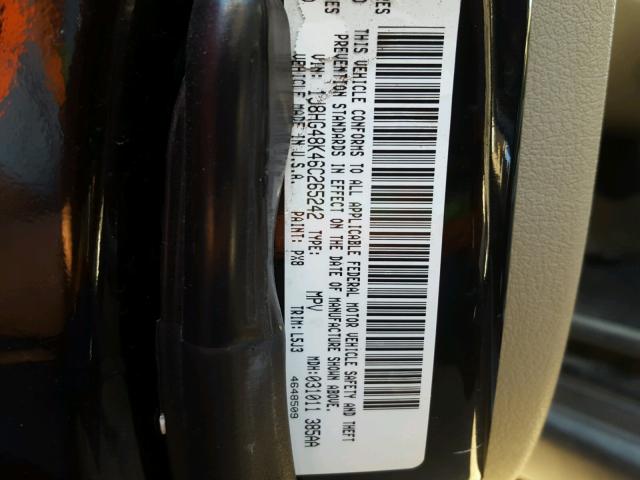 THIS VEHICLE CONFORMS TO ALL APPLICABLE FEDERAL MOTOR VEHICLE SAFETY AND THEFT
PREVENTION STANDARDS IN EFFECT ON THE DATE OF MANUFACTURE SHOWN ABOVE.
VIN: 1J8HG48K46C265242 TYPE: MPV MDH:031011 385AA
VEHICLE MADE IN U.S.A. PAINT: PX8 TRIM: L5J3 4648509